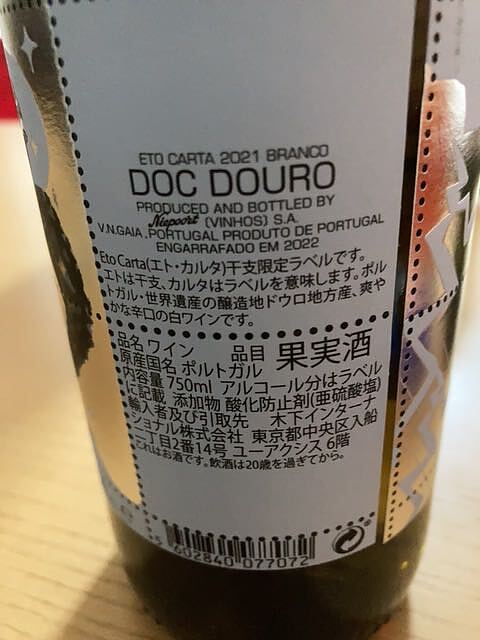 ETO CARTA 2021 BRANCO
DOC DOURO
PRODUCED AND BOTTLED BY
Niepoort (VINHOS) S.A.
V.N.GAIA .PORTUGAL PRODUTO DE PORTUGAL
ENGARRAFADO EM 2022
Eto Carta(エト・カルタ)干支限定ラベルです。
エトは干支、カルタはラベルを意味します。ポル
トガル・世界遺産の醸造地ドウロ地方産、爽や
かな辛口の白ワインです。
品名 ワイン 品目 果実酒
原産国名 ポルトガル
内容量 750ml アルコール分はラベル
に記載 添加物 酸化防止剤(亜硫酸塩)
輸入者及び引取先 木下インターナ
ショナル株式会社 東京都中央区入船
二丁目2番14号 ユーアクシス 6階
これはお酒です。飲酒は20歳を過ぎてから。
5 602840 077072